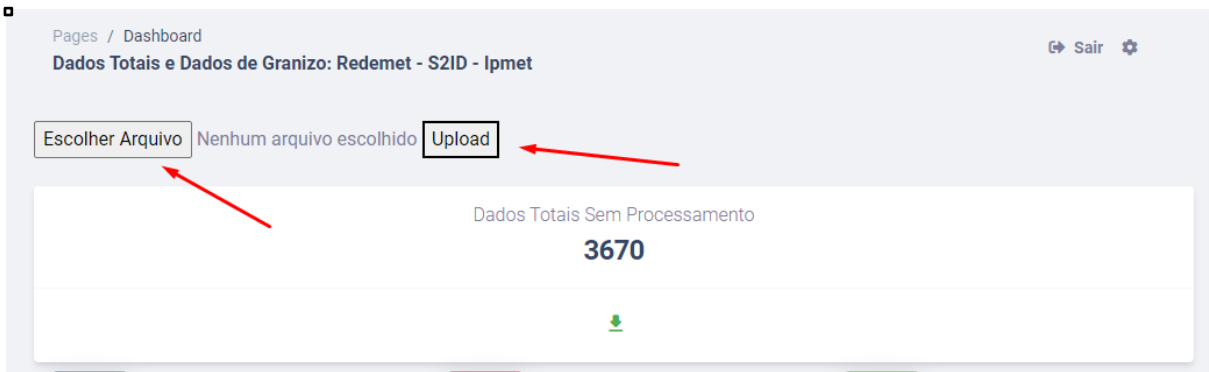 Pages / Dashboard
Sair
Dados Totais e Dados de Granizo: Redemet - S2ID - Ipmet
Escolher Arquivo Nenhum arquivo escolhido Upload
Dados Totais Sem Processamento
3670